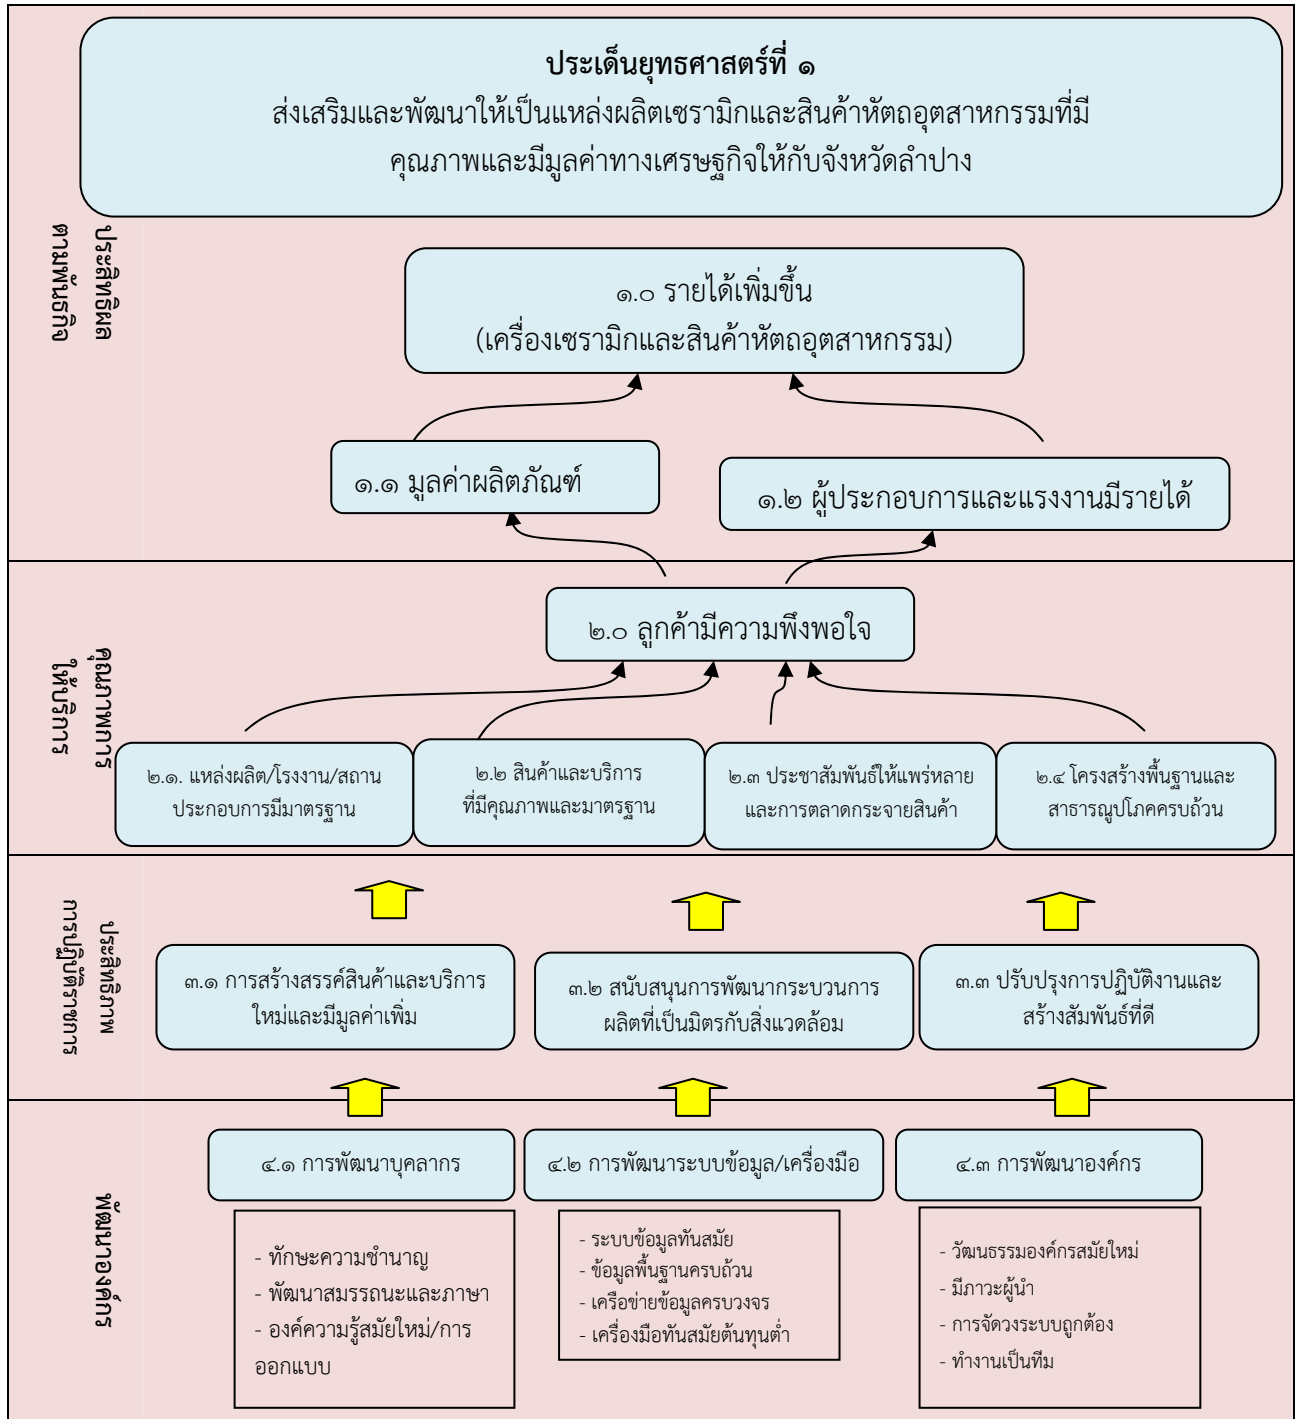 ประเด็นยุทธศาสตร์ที่ ๑
ส่งเสริมและพัฒนาให้เป็นแหล่งผลิตเซรามิกและสินค้าหัตถอุตสาหกรรมที่มี
คุณภาพและมีมูลค่าทางเศรษฐกิจให้กับจังหวัดลำปาง
ประสิทธิผล
ตามพันธกิจ
๑.๐ รายได้เพิ่มขึ้น
(เครื่องเซรามิกและสินค้าหัตถอุตสาหกรรม)
๑.๑ มูลค่าผลิตภัณฑ์
๑.๒ ผู้ประกอบการและแรงงานมีรายได้
คุณภาพการ
ให้บริการ
๒.๐ ลูกค้ามีความพึงพอใจ
๒.๑. แหล่งผลิต/โรงงาน/สถาน
ประกอบการมีมาตรฐาน
๒.๒ สินค้าและบริการ
ที่มีคุณภาพและมาตรฐาน
๒.๓ ประชาสัมพันธ์ให้แพร่หลาย
และการตลาดกระจายสินค้า
๒.๔ โครงสร้างพื้นฐานและ
สาธารณูปโภคครบถ้วน
ประสิทธิภาพ
การปฏิบัติราชการ
๓.๑ การสร้างสรรค์สินค้าและบริการ
ใหม่และมีมูลค่าเพิ่ม
๓.๒ สนับสนุนการพัฒนากระบวนการ
ผลิตที่เป็นมิตรกับสิ่งแวดล้อม
๓.๓ ปรับปรุงการปฏิบัติงานและ
สร้างสัมพันธ์ที่ดี
พัฒนาองค์กร
๔.๑ การพัฒนาบุคลากร
- ทักษะความชำนาญ
- พัฒนาสมรรถนะและภาษา
- องค์ความรู้สมัยใหม่/การ
ออกแบบ
๔.๒ การพัฒนาระบบข้อมูล/เครื่องมือ
- ระบบข้อมูลทันสมัย
- ข้อมูลพื้นฐานครบถ้วน
- เครือข่ายข้อมูลครบวงจร
- เครื่องมือทันสมัยต้นทุนต่ำ
๔.๓ การพัฒนาองค์กร
- วัฒนธรรมองค์กรสมัยใหม่
- มีภาวะผู้นำ
- การจัดวงระบบถูกต้อง
- ทำงานเป็นทีม